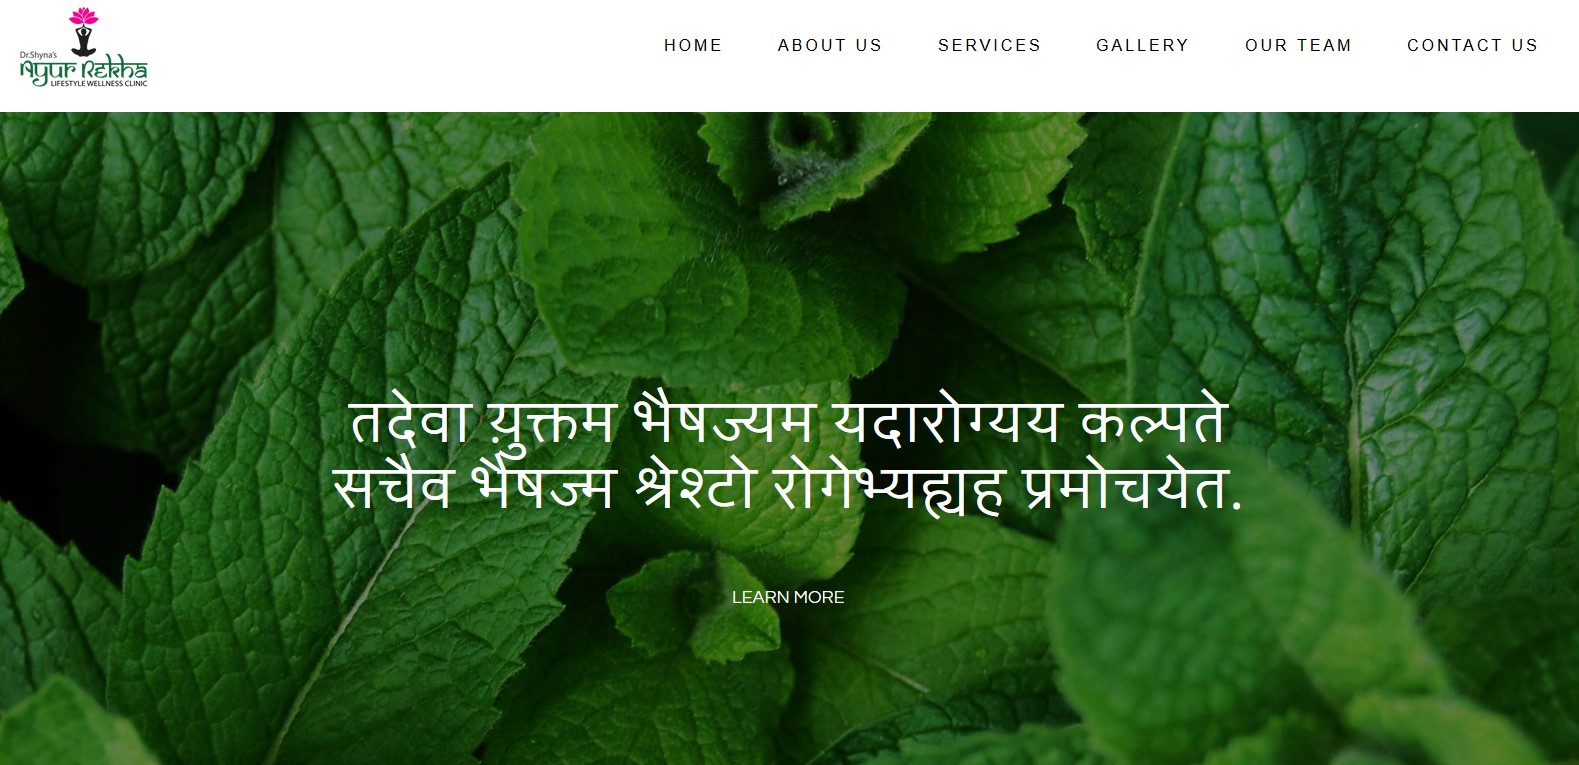 Dr.Shyna's
Ayur Rekha
LIFESTYLE WELLNESS CLINIC
HOME ABOUT US SERVICES GALLERY OUR TEAM CONTACT US
तदेवा य़ुक्तम भैषज्यम यदारोग्यय कल्पते
सचैव भैषज्म श्रेश्टो रोगेभ्यह्यह प्रमोचयेत.
LEARN MORE